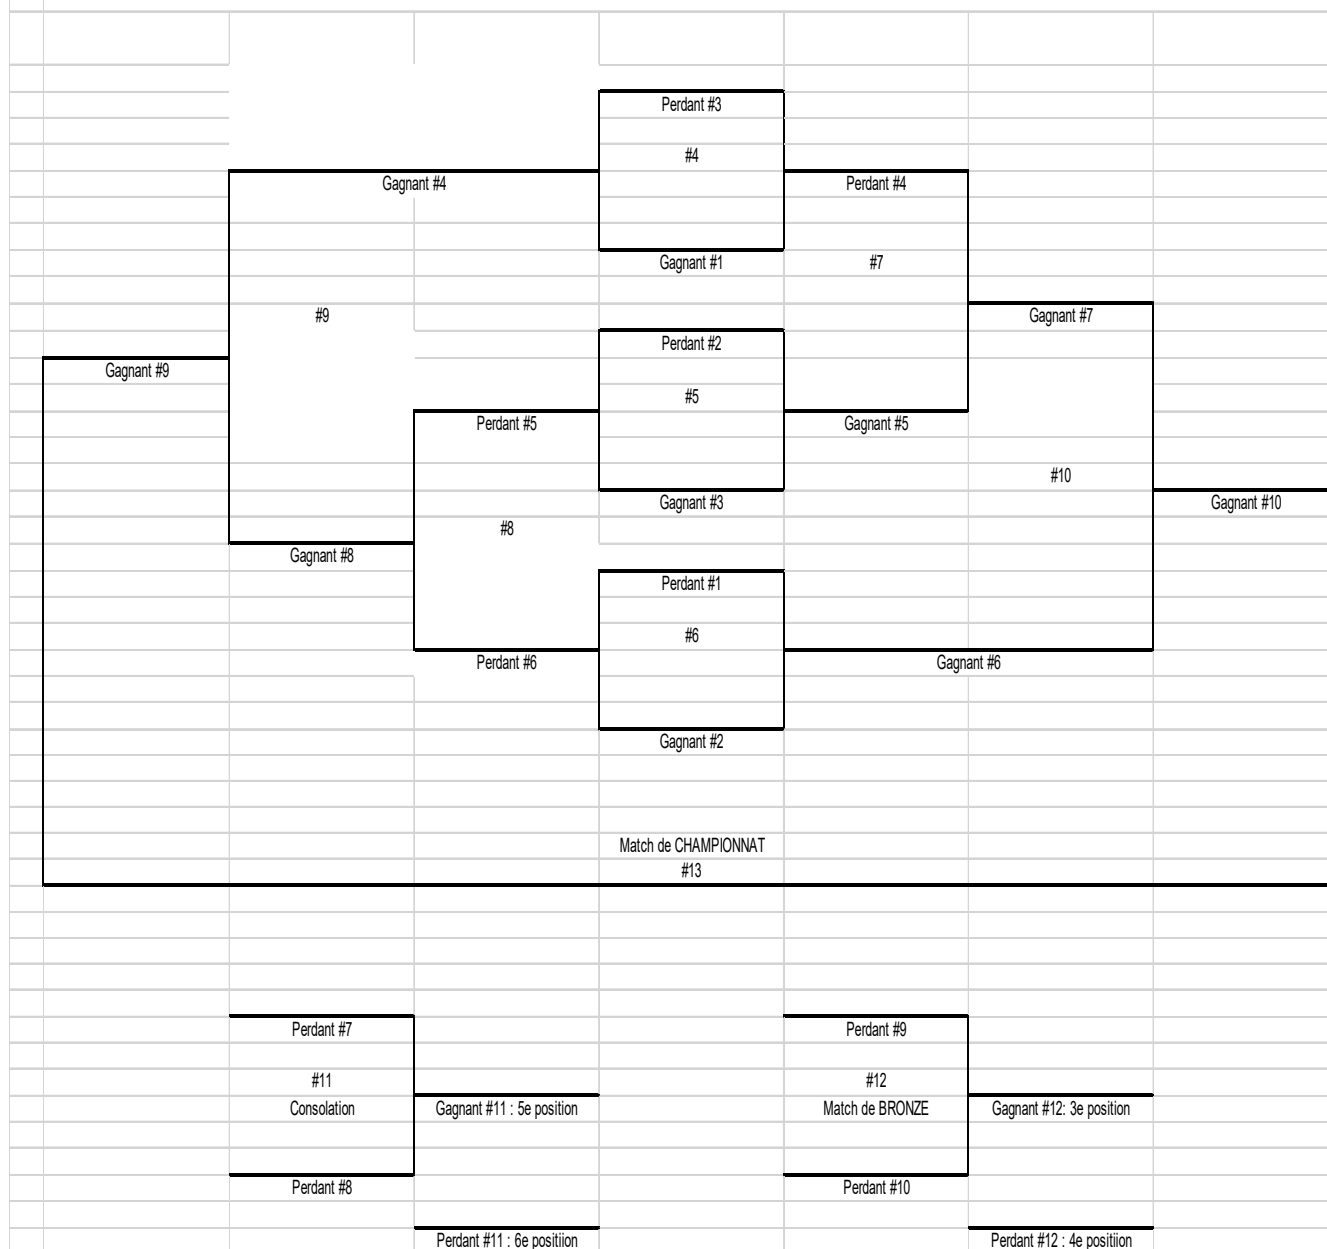 Perdant #3
#4
Gagnant #4
Perdant #4
Gagnant #1
#7
#9
Gagnant #7
Perdant #2
Gagnant #9
#5
Perdant #5
Gagnant #5
#10
Gagnant #3
Gagnant #10
#8
Gagnant #8
Perdant #1
#6
Perdant #6
Gagnant #6
Gagnant #2
Match de CHAMPIONNAT
#13
Perdant #7
Perdant #9
#11
#12
Consolation
Gagnant #11 : 5e position
Match de BRONZE
Gagnant #12: 3e position
Perdant #8
Perdant #10
Perdant #11 : 6e positiion
Perdant #12 : 4e positiion